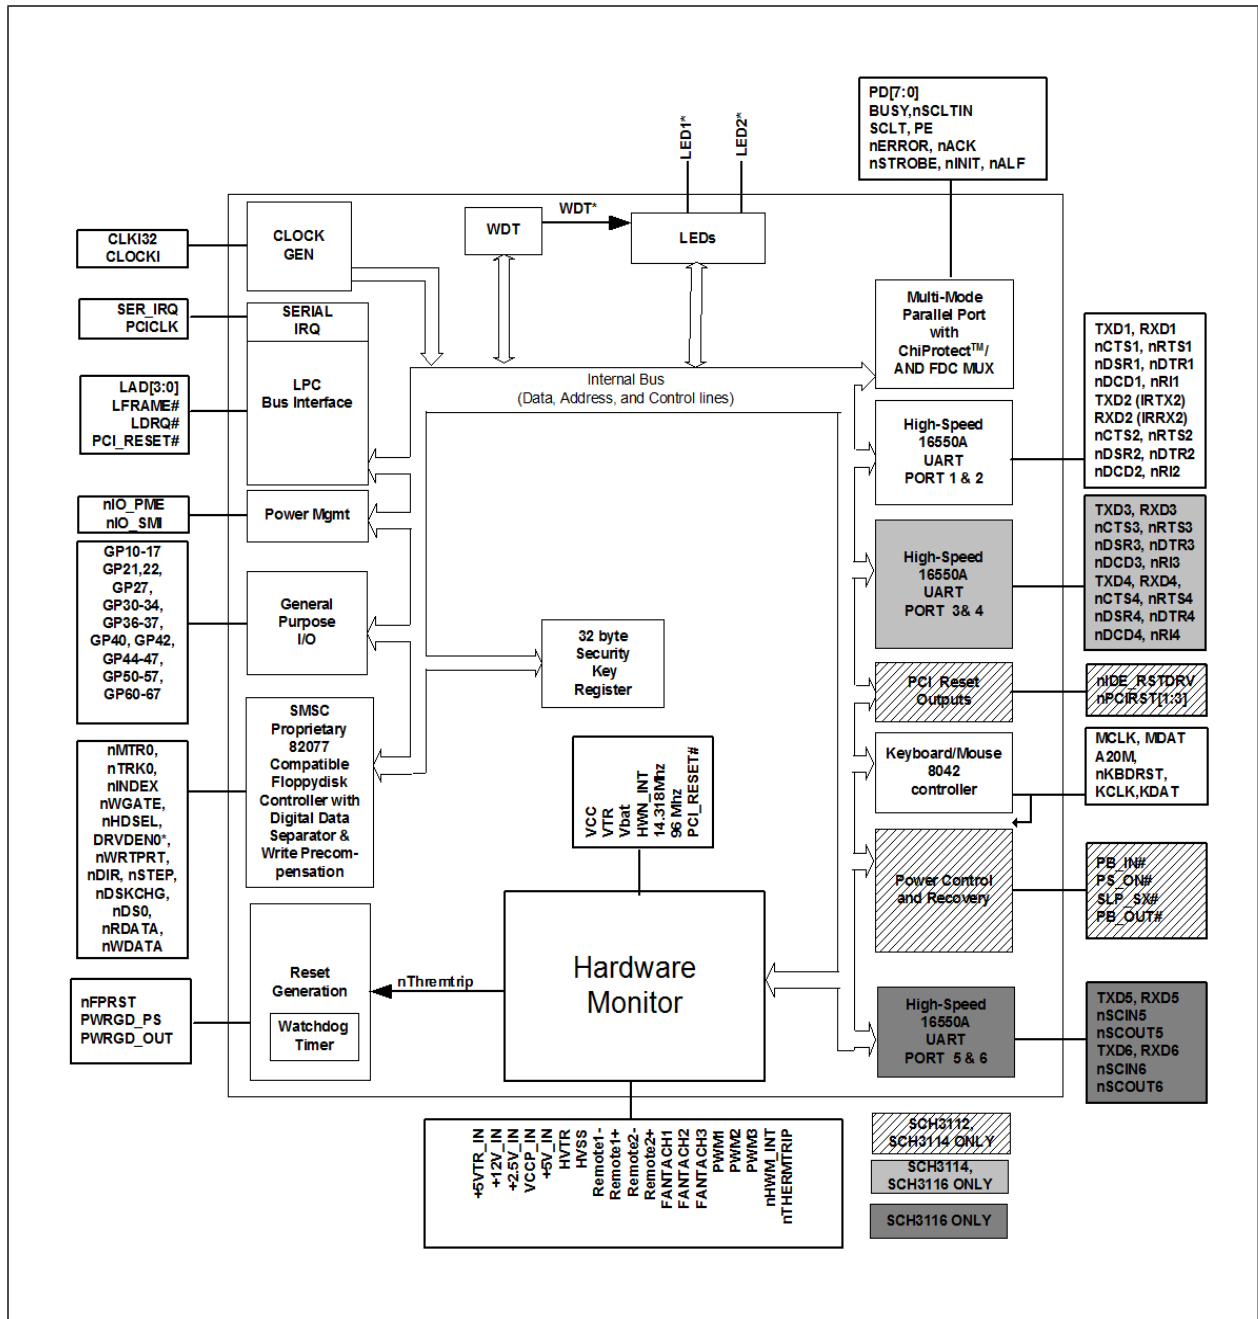 PD[7:0]
BUSY,nSCLTIN
SCLT, PE
nERROR, nACK
nSTROBE, nINIT, nALF
LED1*
LED2*
CLKI32
CLOCKI
CLOCK
GEN
WDT
WDT*
LEDs
SER_IRQ
PCICLK
SERIAL
IRQ
LAD[3:0]
LFRAME#
LDRQ#
PCI_RESET#
LPC
Bus Interface
Internal Bus
(Data, Address, and Control lines)
Multi-Mode
Parallel Port
with
ChiProtect™/
AND FDC MUX
High-Speed
16550A
UART
PORT 1 & 2
TXD1, RXD1
nCTS1, nRTS1
nDSR1, nDTR1
nDCD1, nRI1
TXD2 (IRTX2)
RXD2 (IRRX2)
nCTS2, nRTS2
nDSR2, nDTR2
nDCD2, nRI2
nIO_PME
nIO_SMI
Power Mgmt
High-Speed
16550A
UART
PORT 3& 4
TXD3, RXD3
nCTS3, nRTS3
nDSR3, nDTR3
nDCD3, nRI3
TXD4, RXD4,
nCTS4, nRTS4
nDSR4, nDTR4
nDCD4, nRI4
GP10-17
GP21,22,
GP27,
GP30-34,
GP36-37,
GP40, GP42,
GP44-47,
GP50-57,
GP60-67
General
Purpose
I/O
32 byte
Security
Key
Register
PCI Reset
Outputs
nIDE_RSTDRV
nPCIRST[1:3]
nMTR0,
nTRK0,
nINDEX
nWGATE,
nHDSEL,
DRVDEN0*,
nWRTPRT,
nDIR, nSTEP,
nDSKCHG,
nDS0,
nRDATA,
nWDATA
SMSC
Proprietary
82077
Compatible
Floppydisk
Controller with
Digital Data
Separator &
Write Precom-
pensation
VCC
VTR
Vbat
HWN_INT
14.318Mhz
96 Mhz
PCI_RESET#
Keyboard/Mouse
8042
controller
MCLK, MDAT
A20M,
nKBDRST,
KCLK,KDAT
Power Control
and Recovery
PB_IN#
PS_ON#
SLP_SX#
PB_OUT#
nFPRST
PWRGD_PS
PWRGD_OUT
Reset
Generation
Watchdog
Timer
nThremtrip
Hardware
Monitor
High-Speed
16550A
UART
PORT 5 & 6
TXD5, RXD5
nSCIN5
nSCOUT5
TXD6, RXD6
nSCIN6
nSCOUT6
+5VTR_IN
+12V_IN
+2.5V_IN
VCCP_IN
+5V_IN
HVTR
HVSS
Remote1-
Remote1+
Remote2-
Remote2+
FANTACH1
FANTACH2
FANTACH3
PWM1
PWM2
PWM3
nHWM_INT
nTHERMTRIP
SCH3112,
SCH3114 ONLY
SCH3114,
SCH3116 ONLY
SCH3116 ONLY